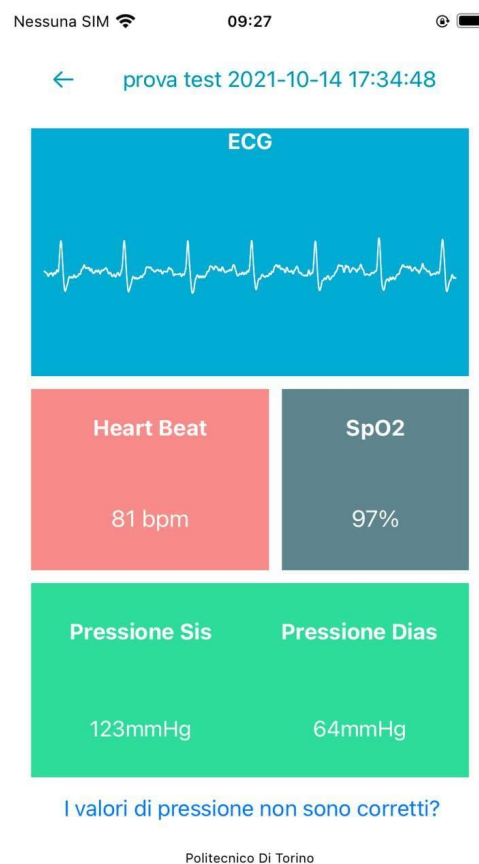 Nessuna SIM 09:27
prova test 2021-10-14 17:34:48
ECG
Heart Beat SpO2
81 bpm 97%
Pressione Sis Pressione Dias
123mmHg 64mmHg
I valori di pressione non sono corretti?
Politecnico Di Torino